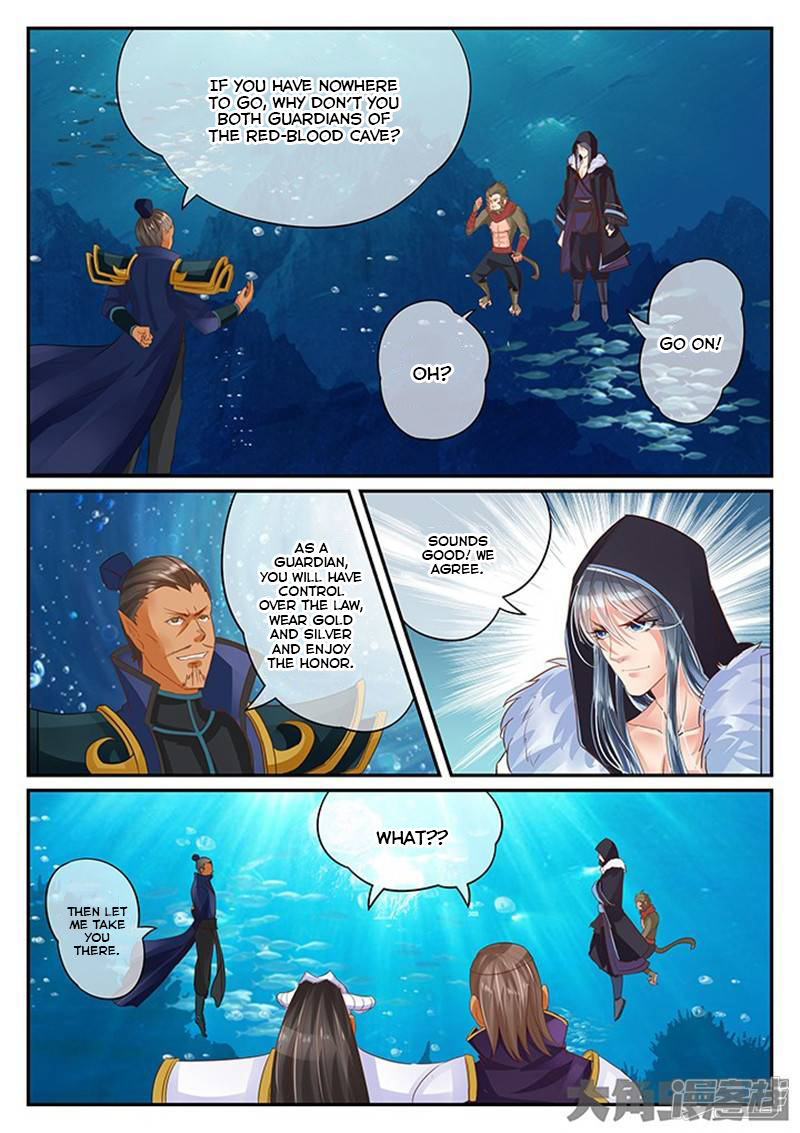 IF YOU HAVE NOWHERE
TO GO, WHY DON'T YOU
BOTH GUARDIANS OF
THE RED-BLOOD CAVE?
OH?
GO ON!
AS A
GUARDIAN,
YOU WILL HAVE
CONTROL
OVER THE LAW,
WEAR GOLD
AND SILVER
AND ENJOY
THE HONOR.
SOUNDS
GOOD! WE
AGREE.
WHAT??
THEN LET
ME TAKE
YOU
THERE.